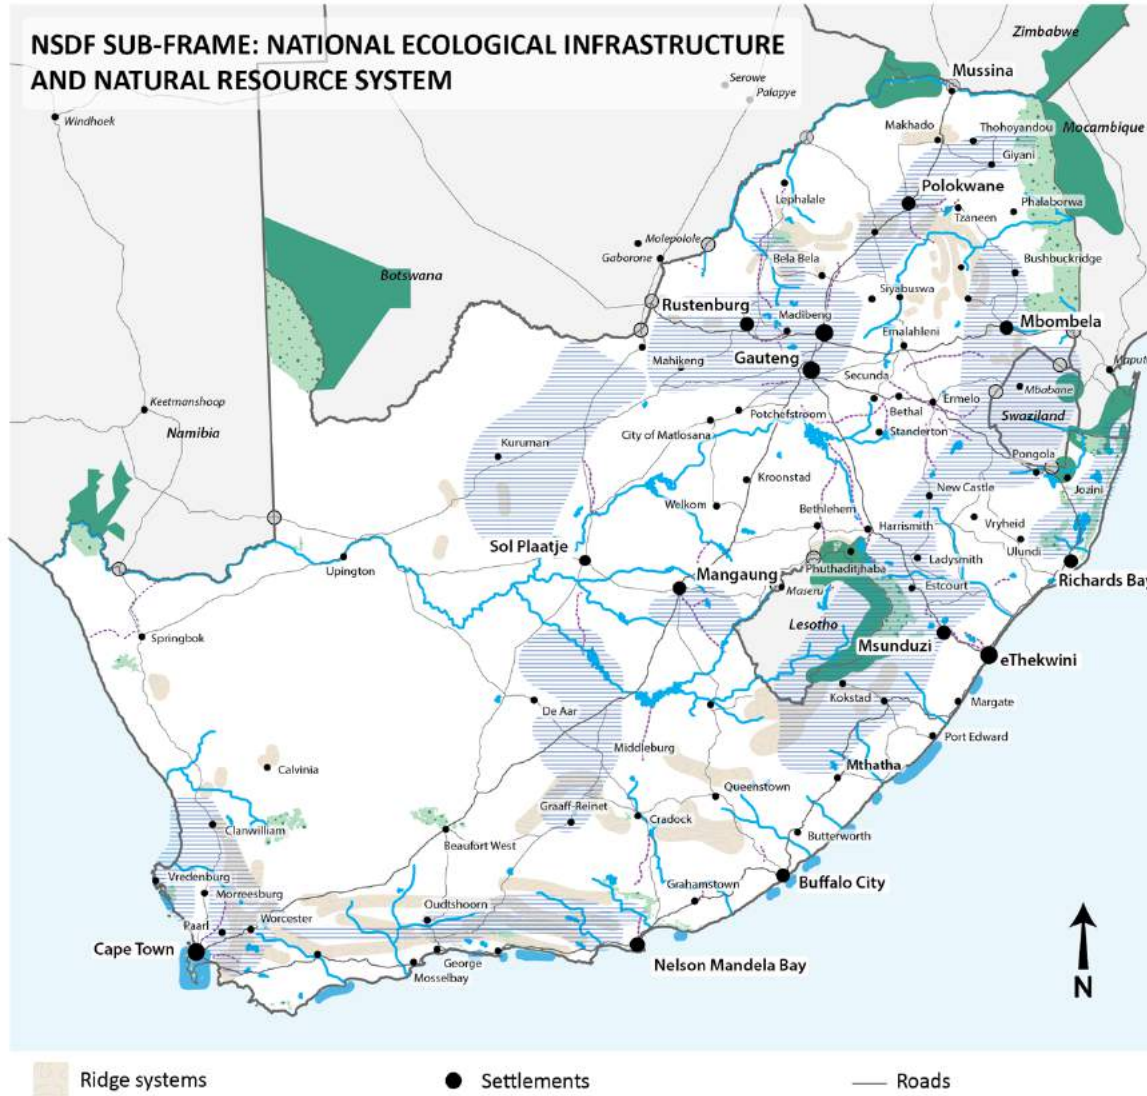 NSDF SUB-FRAME: NATIONAL ECOLOGICAL INFRASTRUCTURE
AND NATURAL RESOURCE SYSTEM
Zimbabwe
Mussina
Serowe
Palapye
Windhoek
Makhado
Thohoyandou
Mocambique
Giyani
Polokwane
Lephalale
Tzaneen
Phalaborwa
Molepolole
Gaborone
Bela Bela
Bushbuckridge
Botswana
Siyabuswa
Rustenburg
Madibeng
Mbombela
Emalahleni
Gauteng
Mahikeng
Secunda
Mbabane
Keetmanshoop
Ermelo
Swaziland
Namibia
Potchefstroom
Bethal
City of Matlosana
Standerton
Kuruman
Pongola
Kroonstad
New Castle
Jozini
Welkom
Bethlehem
Vryheid
Harrismith
Sol Plaatje
Ulundi
Upington
Ladysmith
Phuthaditjhaba
Mangaung
Richards Bay
Maseru
Estcourt
Lesotho
Springbok
Msunduzi
eThekwini
Kokstad
Margate
De Aar
Port Edward
Middleburg
Calvinia
Mthatha
Queenstown
Graaff-Reinet
Cradock
Clanwilliam
Butterworth
Beaufort West
Vredenburg
Buffalo City
Morreesburg
Grahamstown
Oudtshoorn
Worcester
Paarl
Cape Town
George
Nelson Mandela Bay
Mosselbay
N
Ridge systems
Settlements
Roads